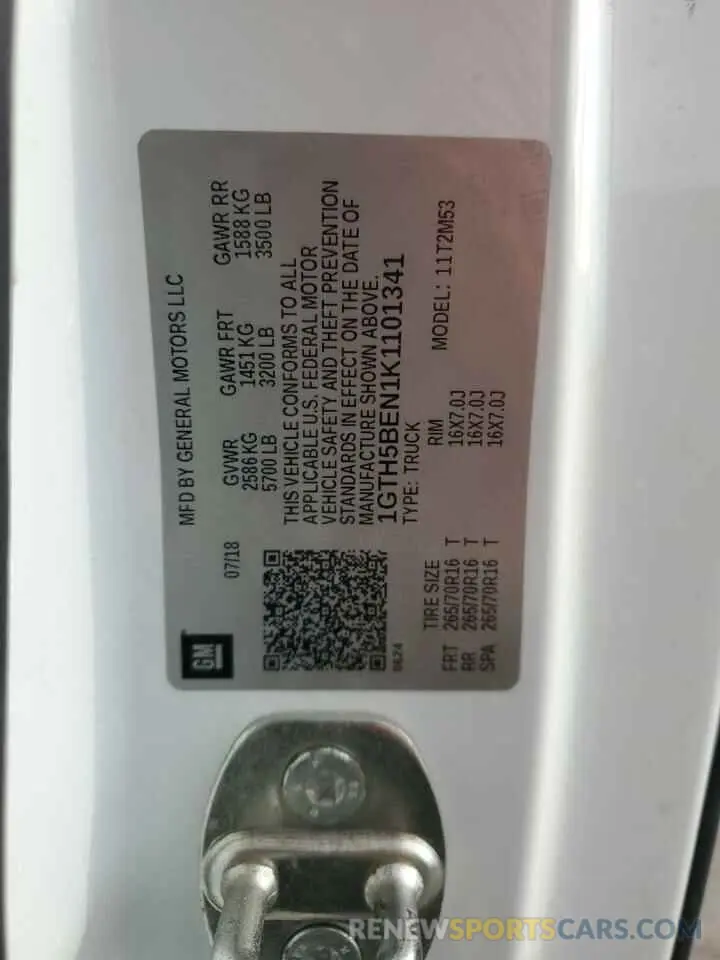 GM
07/18
MFD BY GENERAL MOTORS LLC
GVWR GAWR FRT GAWR RR
2586 KG 1451 KG 1588 KG
5700 LB 3200 LB 3500 LB
THIS VEHICLE CONFORMS TO ALL
APPLICABLE U.S. FEDERAL MOTOR
VEHICLE SAFETY AND THEFT PREVENTION
STANDARDS IN EFFECT ON THE DATE OF
MANUFACTURE SHOWN ABOVE.
1GTH5BEN1K1101341
0624
TYPE: TRUCK MODEL: 11T2M53
TIRE SIZE RIM
FRT 265/70R16 T 16X7.0J
RR 265/70R16 T 16X7.0J
SPA 265/70R16 T 16X7.0J
RENEWSPORTSCARS.COM